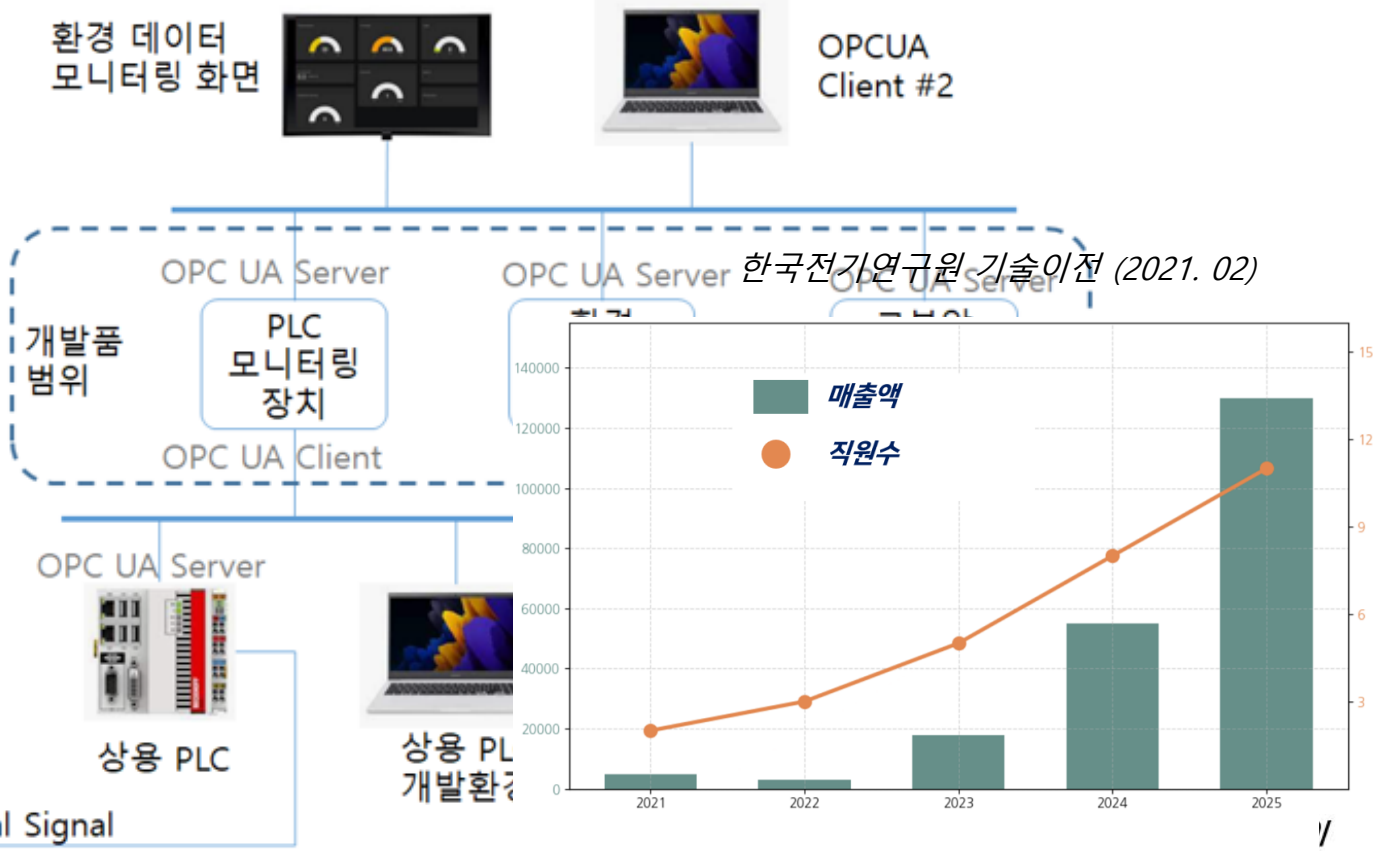 환경 데이터
모니터링 화면
OPCUA
Client #2
OPC UA Server
OPC UA Server
OPC UA Server
한국전기연구원 기술이전 (2021. 02)
개발품
범위
PLC
모니터링
장치
OPC UA Client
OPC UA Server
상용 PLC
상용 PL
개발환경
al Signal
매출액
직원수
140000
120000
100000
80000
60000
40000
20000
0
15
12
9
6
3
2021
2022
2023
2024
2025